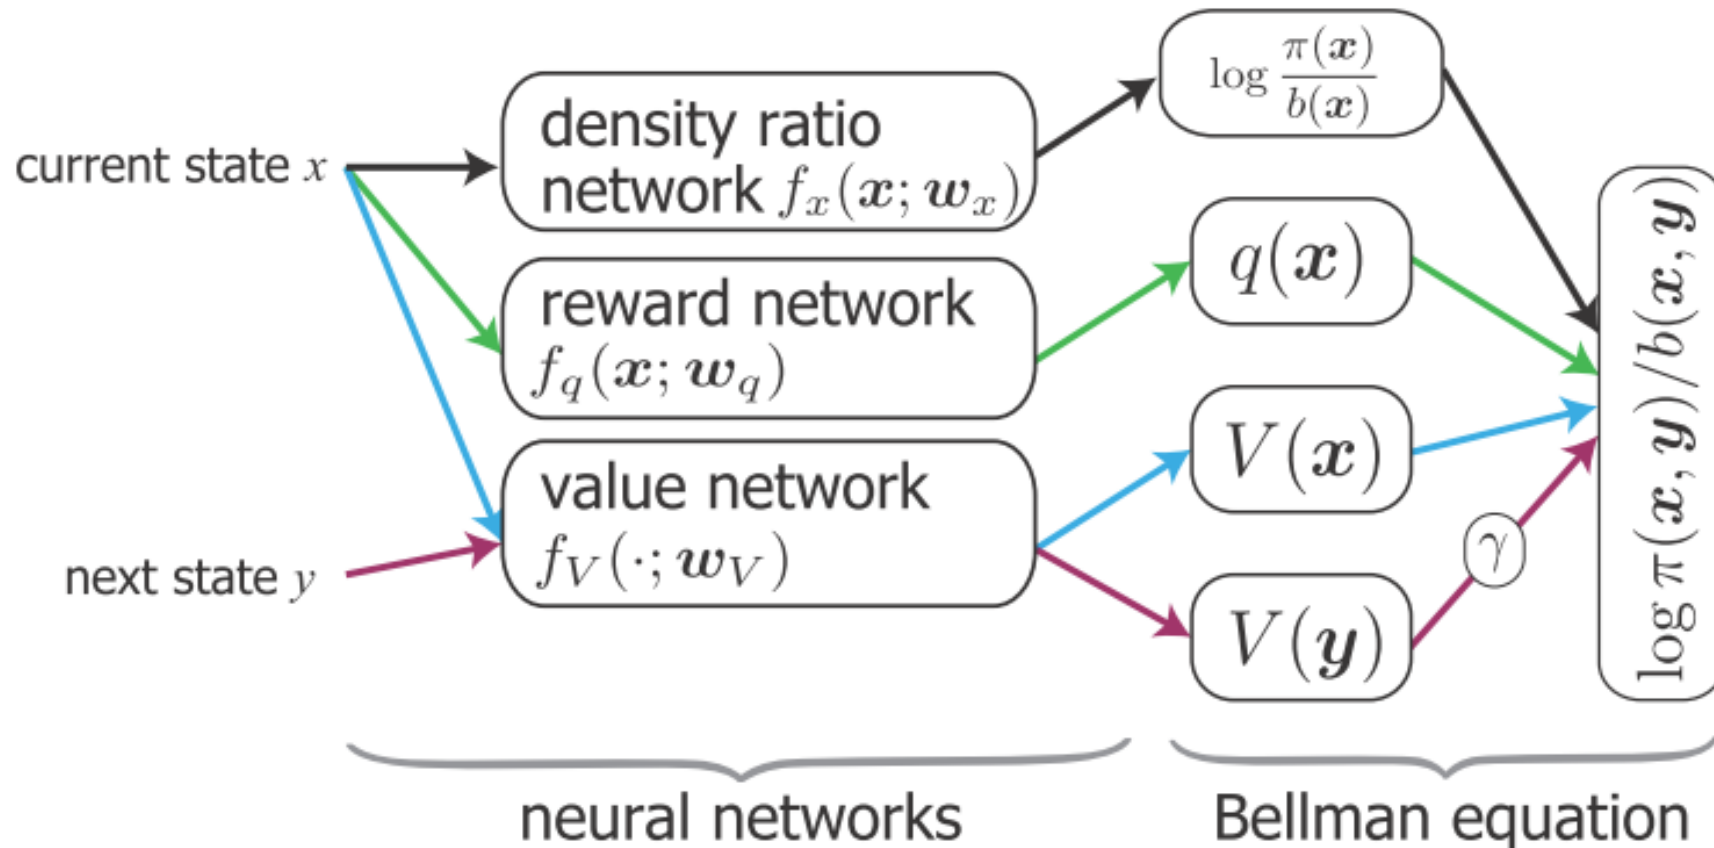 current state x
next state y
density ratio
network f_x(x; w_x)
reward network
f_q(x; w_q)
value network
f_V(·; w_V)
log π(x)/b(x)
q(x)
V(x)
V(y)
γ
log π(x, y)/b(x, y)
neural networks
Bellman equation